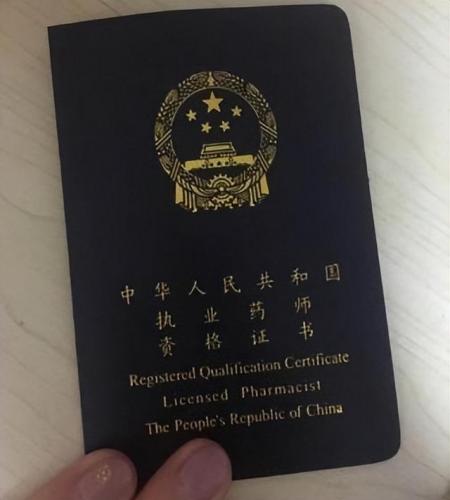 中华人民共和国
执业药师
资格证书
Registered Qualification Certificate
Licensed Pharmacist
The People's Republic of China